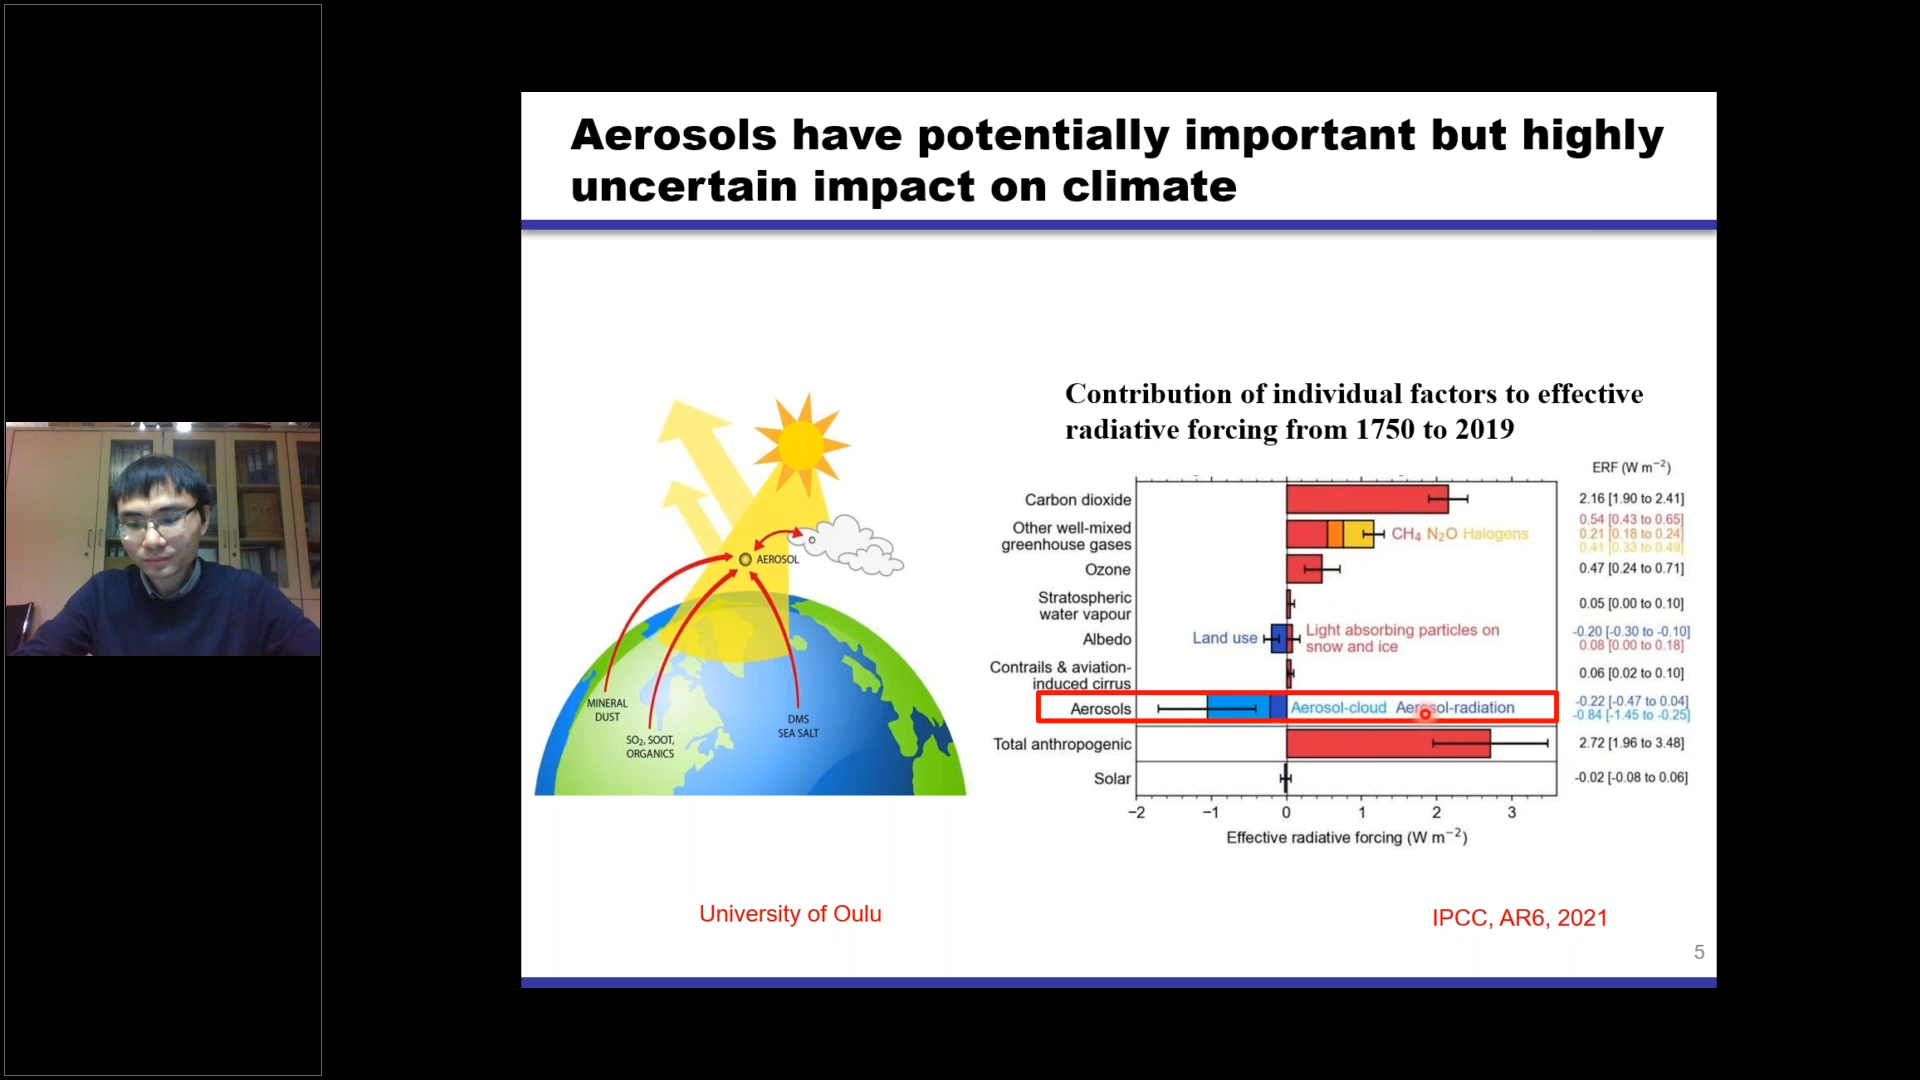 Aerosols have potentially important but highly
uncertain impact on climate
AEROSOL
MINERAL
DUST
SO₂, SOOT,
ORGANICS
DMS
SEA SALT
University of Oulu
Contribution of individual factors to effective
radiative forcing from 1750 to 2019
ERF (W m⁻²)
Carbon dioxide
2.16 [1.90 to 2.41]
Other well-mixed
greenhouse gases
CH₄ N₂O Halogens
0.54 [0.43 to 0.65]
0.21 [0.18 to 0.24]
0.41 [0.33 to 0.49]
Ozone
0.47 [0.24 to 0.71]
Stratospheric
water vapour
0.05 [0.00 to 0.10]
Albedo
Land use
Light absorbing particles on
snow and ice
-0.20 [-0.30 to -0.10]
0.08 [0.00 to 0.18]
Contrails & aviation-
induced cirrus
0.06 [0.02 to 0.10]
Aerosols
Aerosol-cloud Aerosol-radiation
-0.22 [-0.47 to 0.04]
-0.84 [-1.45 to -0.25]
Total anthropogenic
2.72 [1.96 to 3.48]
Solar
-0.02 [-0.08 to 0.06]
−2 −1 0 1 2 3
Effective radiative forcing (W m⁻²)
IPCC, AR6, 2021
5